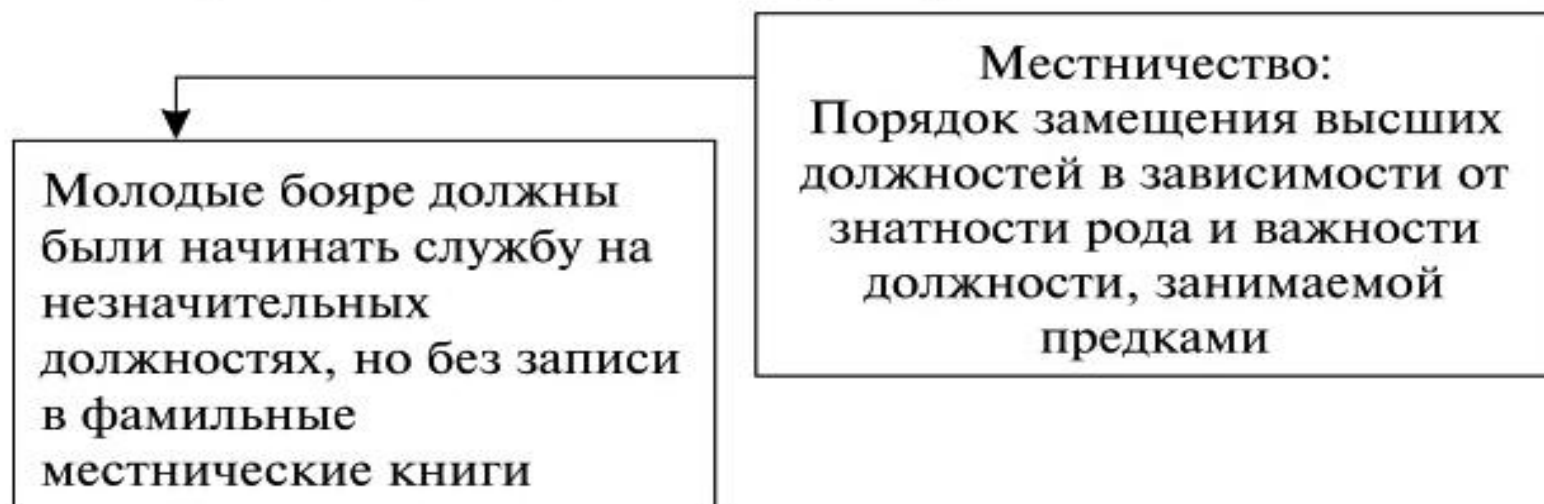 Местничество:
Порядок замещения высших
должностей в зависимости от
знатности рода и важности
должности, занимаемой
предками
Молодые бояре должны
были начинать службу на
незначительных
должностях, но без записи
в фамильные
местнические книги